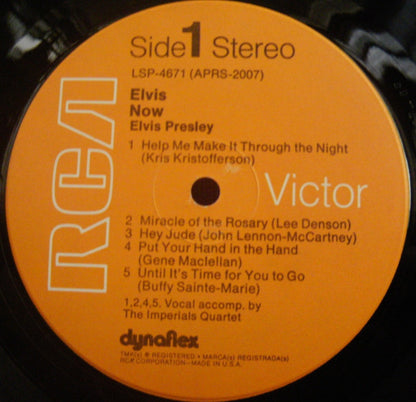 Side 1 Stereo
LSP-4671 (APRS-2007)
Elvis
Now
Elvis Presley
1 Help Me Make It Through the Night
(Kris Kristofferson)
RCA
Victor
2 Miracle of the Rosary (Lee Denson)
3 Hey Jude (John Lennon-McCartney)
4 Put Your Hand in the Hand
(Gene Maclellan)
5 Until It's Time for You to Go
(Buffy Sainte-Marie)
1,2,4,5. Vocal accomp. by
The Imperials Quartet
dynaflex
TMK(s) ® REGISTERED • MARCA(s) REGISTRADA(s)
RCA CORPORATION—MADE IN U.S.A.